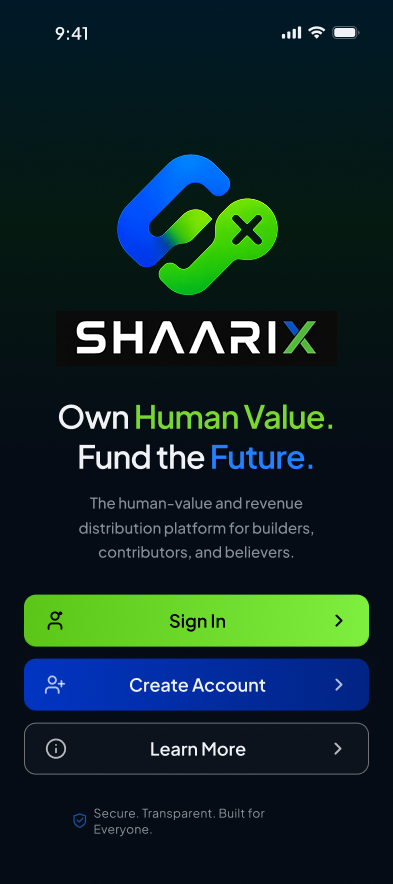 9:41
SHAARIX
Own Human Value.
Fund the Future.
The human-value and revenue
distribution platform for builders,
contributors, and believers.
Sign In
Create Account
Learn More
Secure. Transparent. Built for
Everyone.